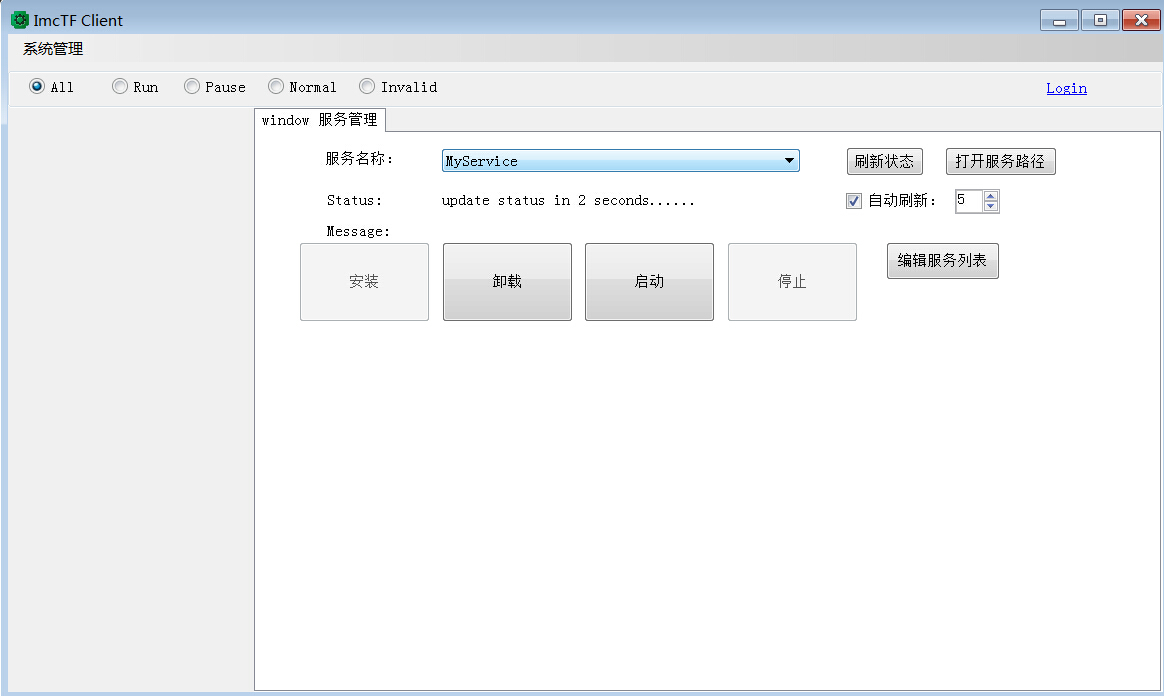 ImcTF Client
系统管理
All Run Pause Normal Invalid Login
window 服务管理
服务名称： MyService 刷新状态 打开服务路径
Status: update status in 2 seconds...... 自动刷新： 5
Message:
安装 卸载 启动 停止 编辑服务列表